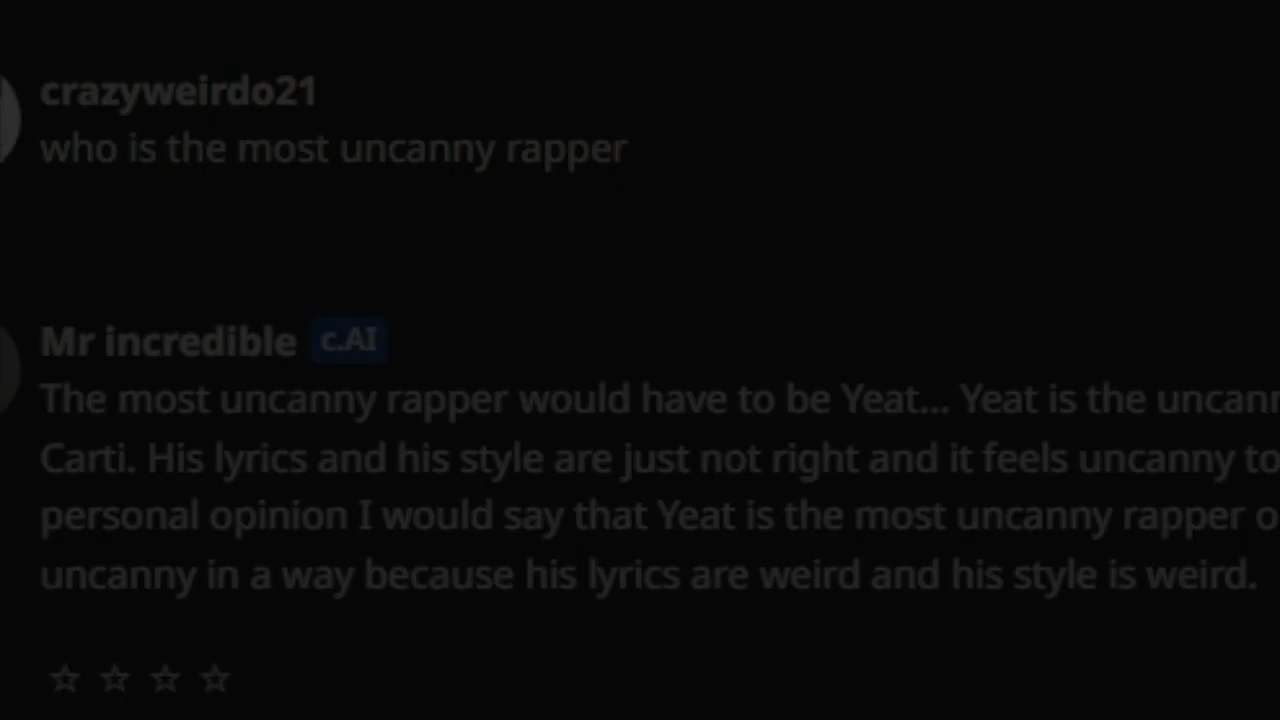 crazyweirdo21
who is the most uncanny rapper
Mr incredible c.AI
The most uncanny rapper would have to be Yeat... Yeat is the
Carti. His lyrics and his style are just not right and it feels uncanny to
personal opinion I would say that Yeat is the most uncanny rapper
uncanny in a way because his lyrics are weird and his style is weird.